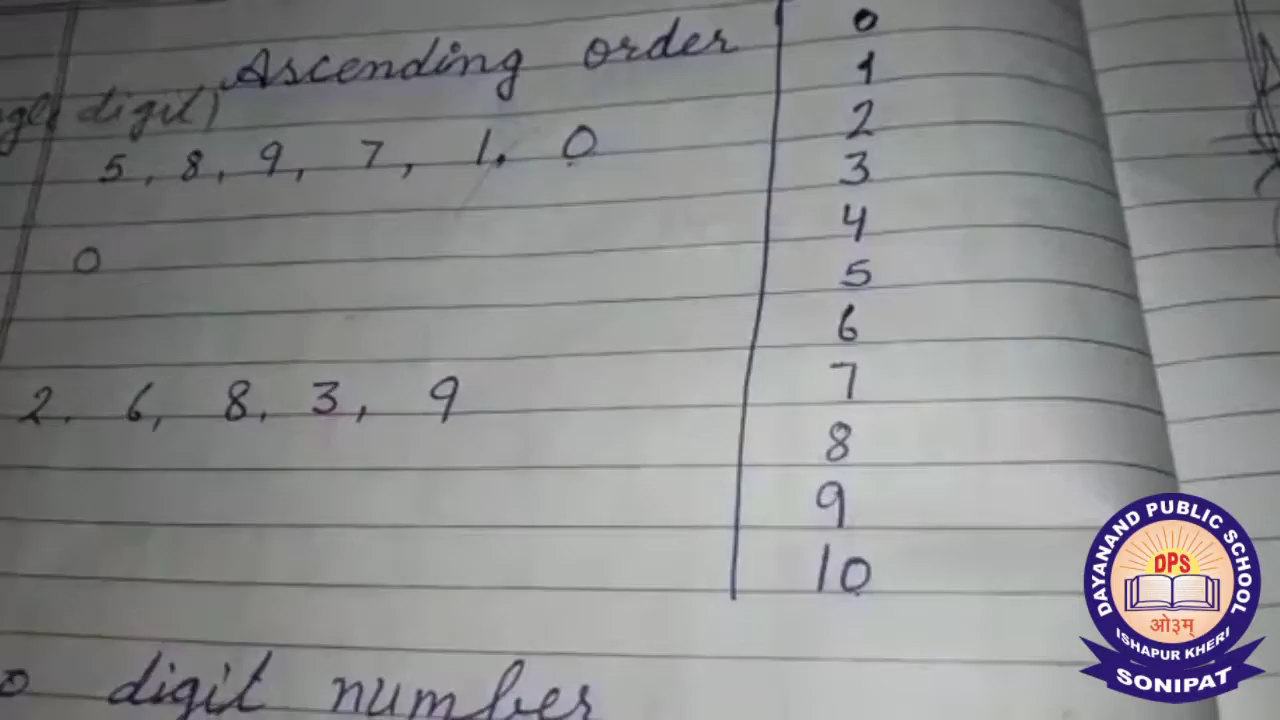 Ascending order
digit)
5, 8, 9, 7, 1, 0
0
2. 6, 8, 3, 9
digit number
0
1
2
3
4
5
6
7
8
9
10
DAYANAND PUBLIC SCHOOL
DPS
ओ३म्
ISHAPUR KHERI
SONIPAT